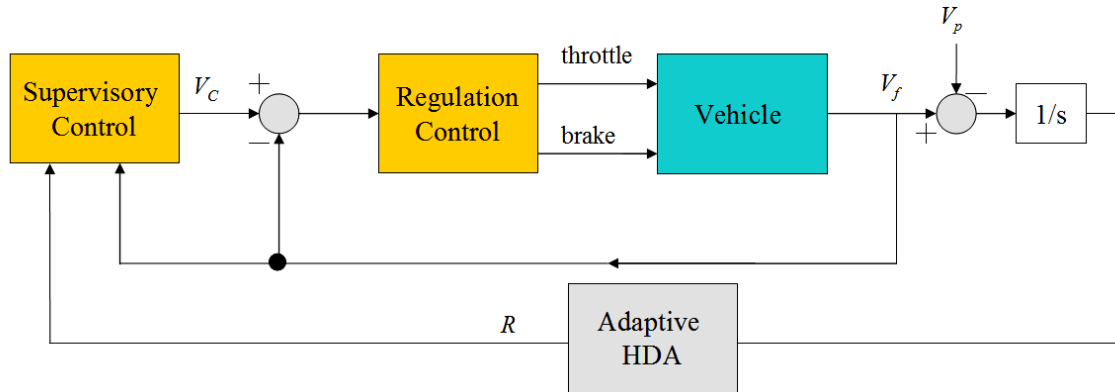 Supervisory
Control
V_C
+
−
Regulation
Control
throttle
brake
Vehicle
V_f
V_p
−
+
1/s
R
Adaptive
HDA